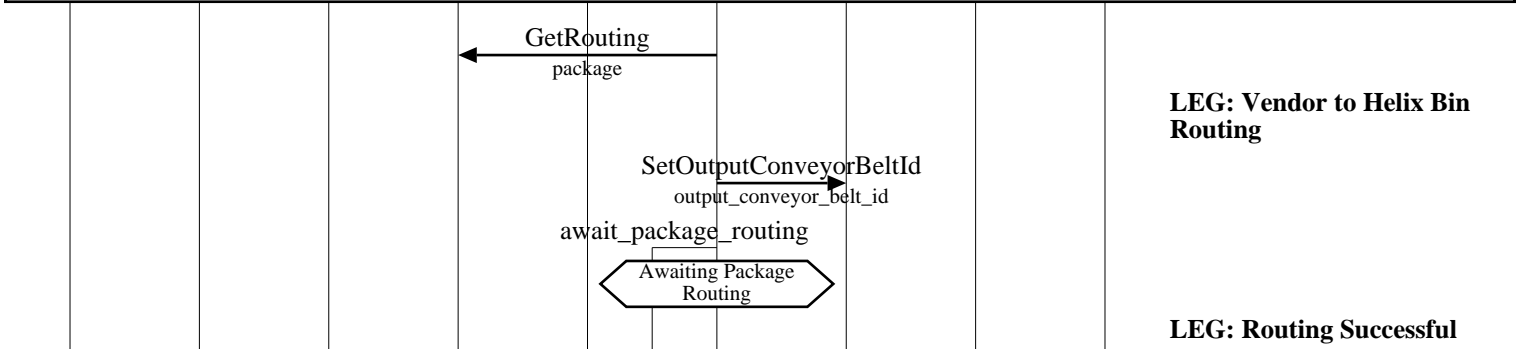 GetRouting
package
LEG: Vendor to Helix Bin
Routing
SetOutputConveyorBeltId
output_conveyor_belt_id
await_package_routing
Awaiting Package
Routing
LEG: Routing Successful